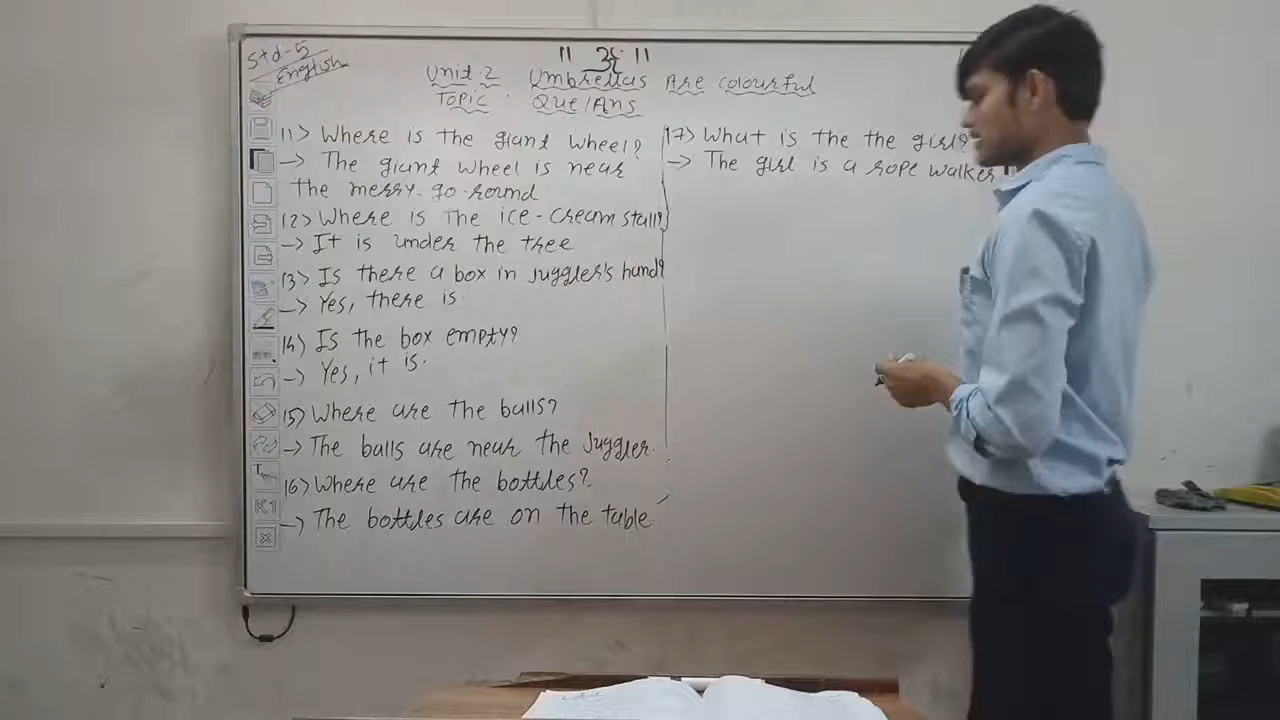 Std-5
English
" ૐ "
Unit: 2 Umbrellas Are colourful
Topic. Que/Ans
11) Where is the giant wheel?
→ The giant wheel is near
the merry-go-round
12) Where is the ice-cream stall?
→ It is under the tree
13) Is there a box in juggler's hand?
→ Yes, there is.
14) Is the box empty?
→ Yes, it is.
15) Where are the balls?
→ The balls are near the juggler.
16) Where are the bottles?.
→ The bottles are on the table
17) What is the the girl?
→ The girl is a rope walker
T
K1